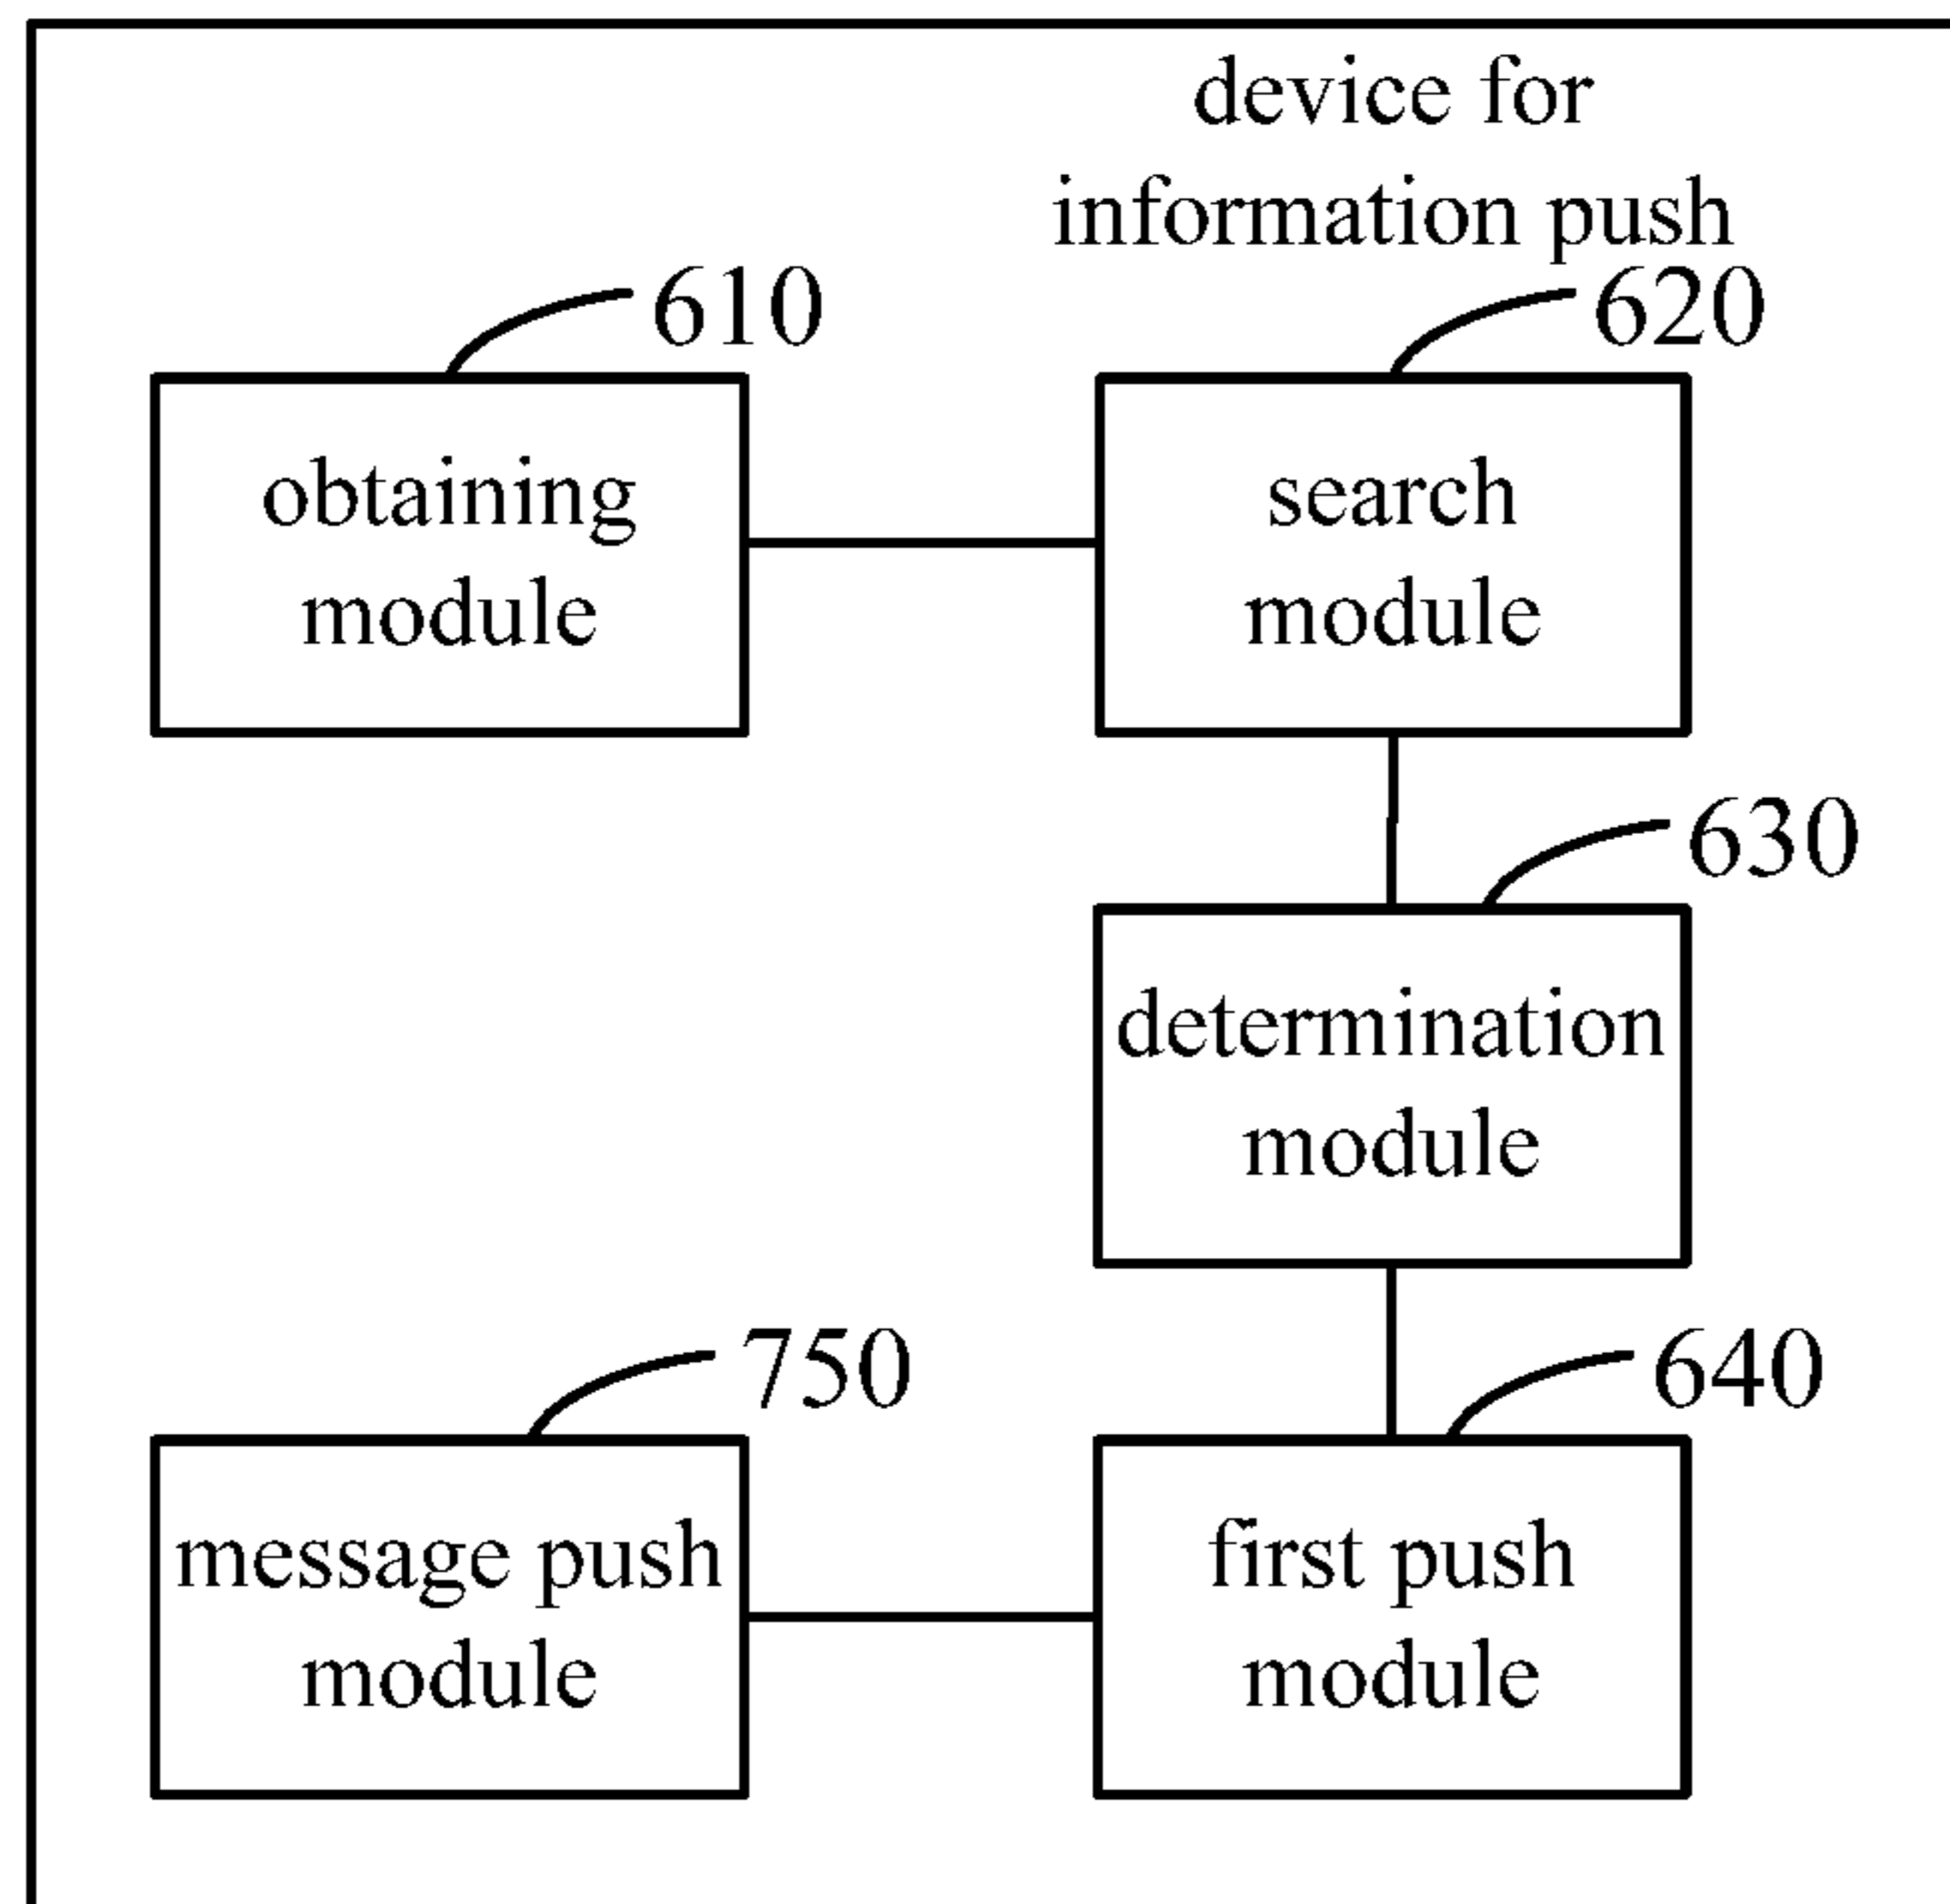 device for
information push
610
620
obtaining
module
search
module
630
determination
module
750
640
message push
module
first push
module